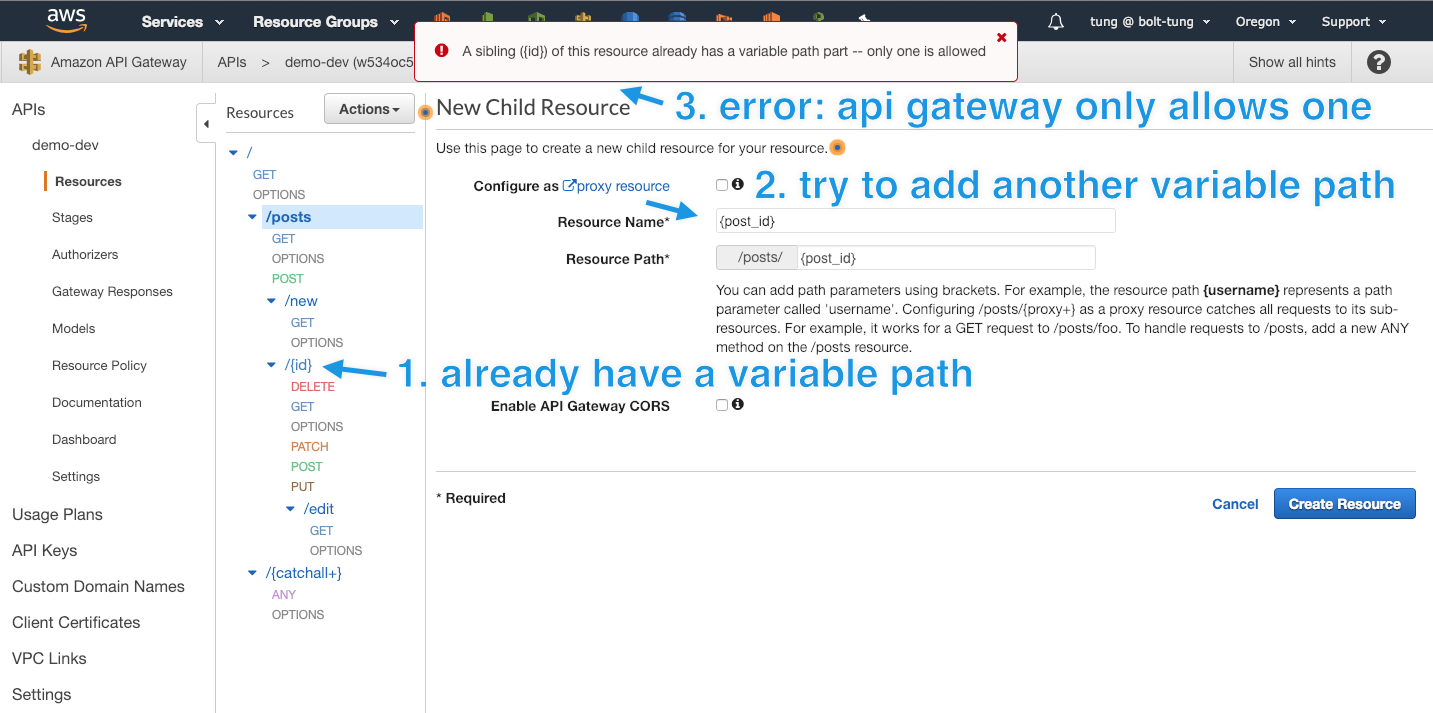 aws
Services
Resource Groups
tung @ bolt-tung
Oregon
Support
A sibling ({id}) of this resource already has a variable path part -- only one is allowed
Amazon API Gateway
APIs > demo-dev (w534oc5
Show all hints
APIs
demo-dev
Resources
Stages
Authorizers
Gateway Responses
Models
Resource Policy
Documentation
Dashboard
Settings
Usage Plans
API Keys
Custom Domain Names
Client Certificates
VPC Links
Settings
Resources
Actions
/
GET
OPTIONS
/posts
GET
OPTIONS
POST
/new
GET
OPTIONS
/{id}
DELETE
GET
OPTIONS
PATCH
POST
PUT
/edit
GET
OPTIONS
/{catchall+}
ANY
OPTIONS
New Child Resource
3. error: api gateway only allows one
Use this page to create a new child resource for your resource.
Configure as proxy resource
2. try to add another variable path
Resource Name*
{post_id}
Resource Path*
/posts/ {post_id}
You can add path parameters using brackets. For example, the resource path {username} represents a path
parameter called 'username'. Configuring /posts/{proxy+} as a proxy resource catches all requests to its sub-
resources. For example, it works for a GET request to /posts/foo. To handle requests to /posts, add a new ANY
method on the /posts resource.
1. already have a variable path
Enable API Gateway CORS
* Required
Cancel
Create Resource